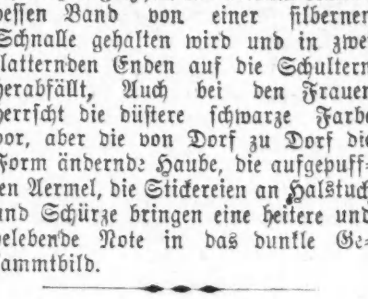 dessen Band von einer silbernen
Schnalle gehalten wird und in zwei
flatternden Enden auf die Schultern
herabfällt, Auch bei den Frauen
herrscht die düstere schwarze Farbe
vor, aber die von Dorf zu Dorf die
Form ändernde Haube, die aufgepuff-
ten Aermel, die Stickereien an Halstuch
und Schürze bringen eine heitere und
belebende Note in das dunkle Ge-
sammtbild.